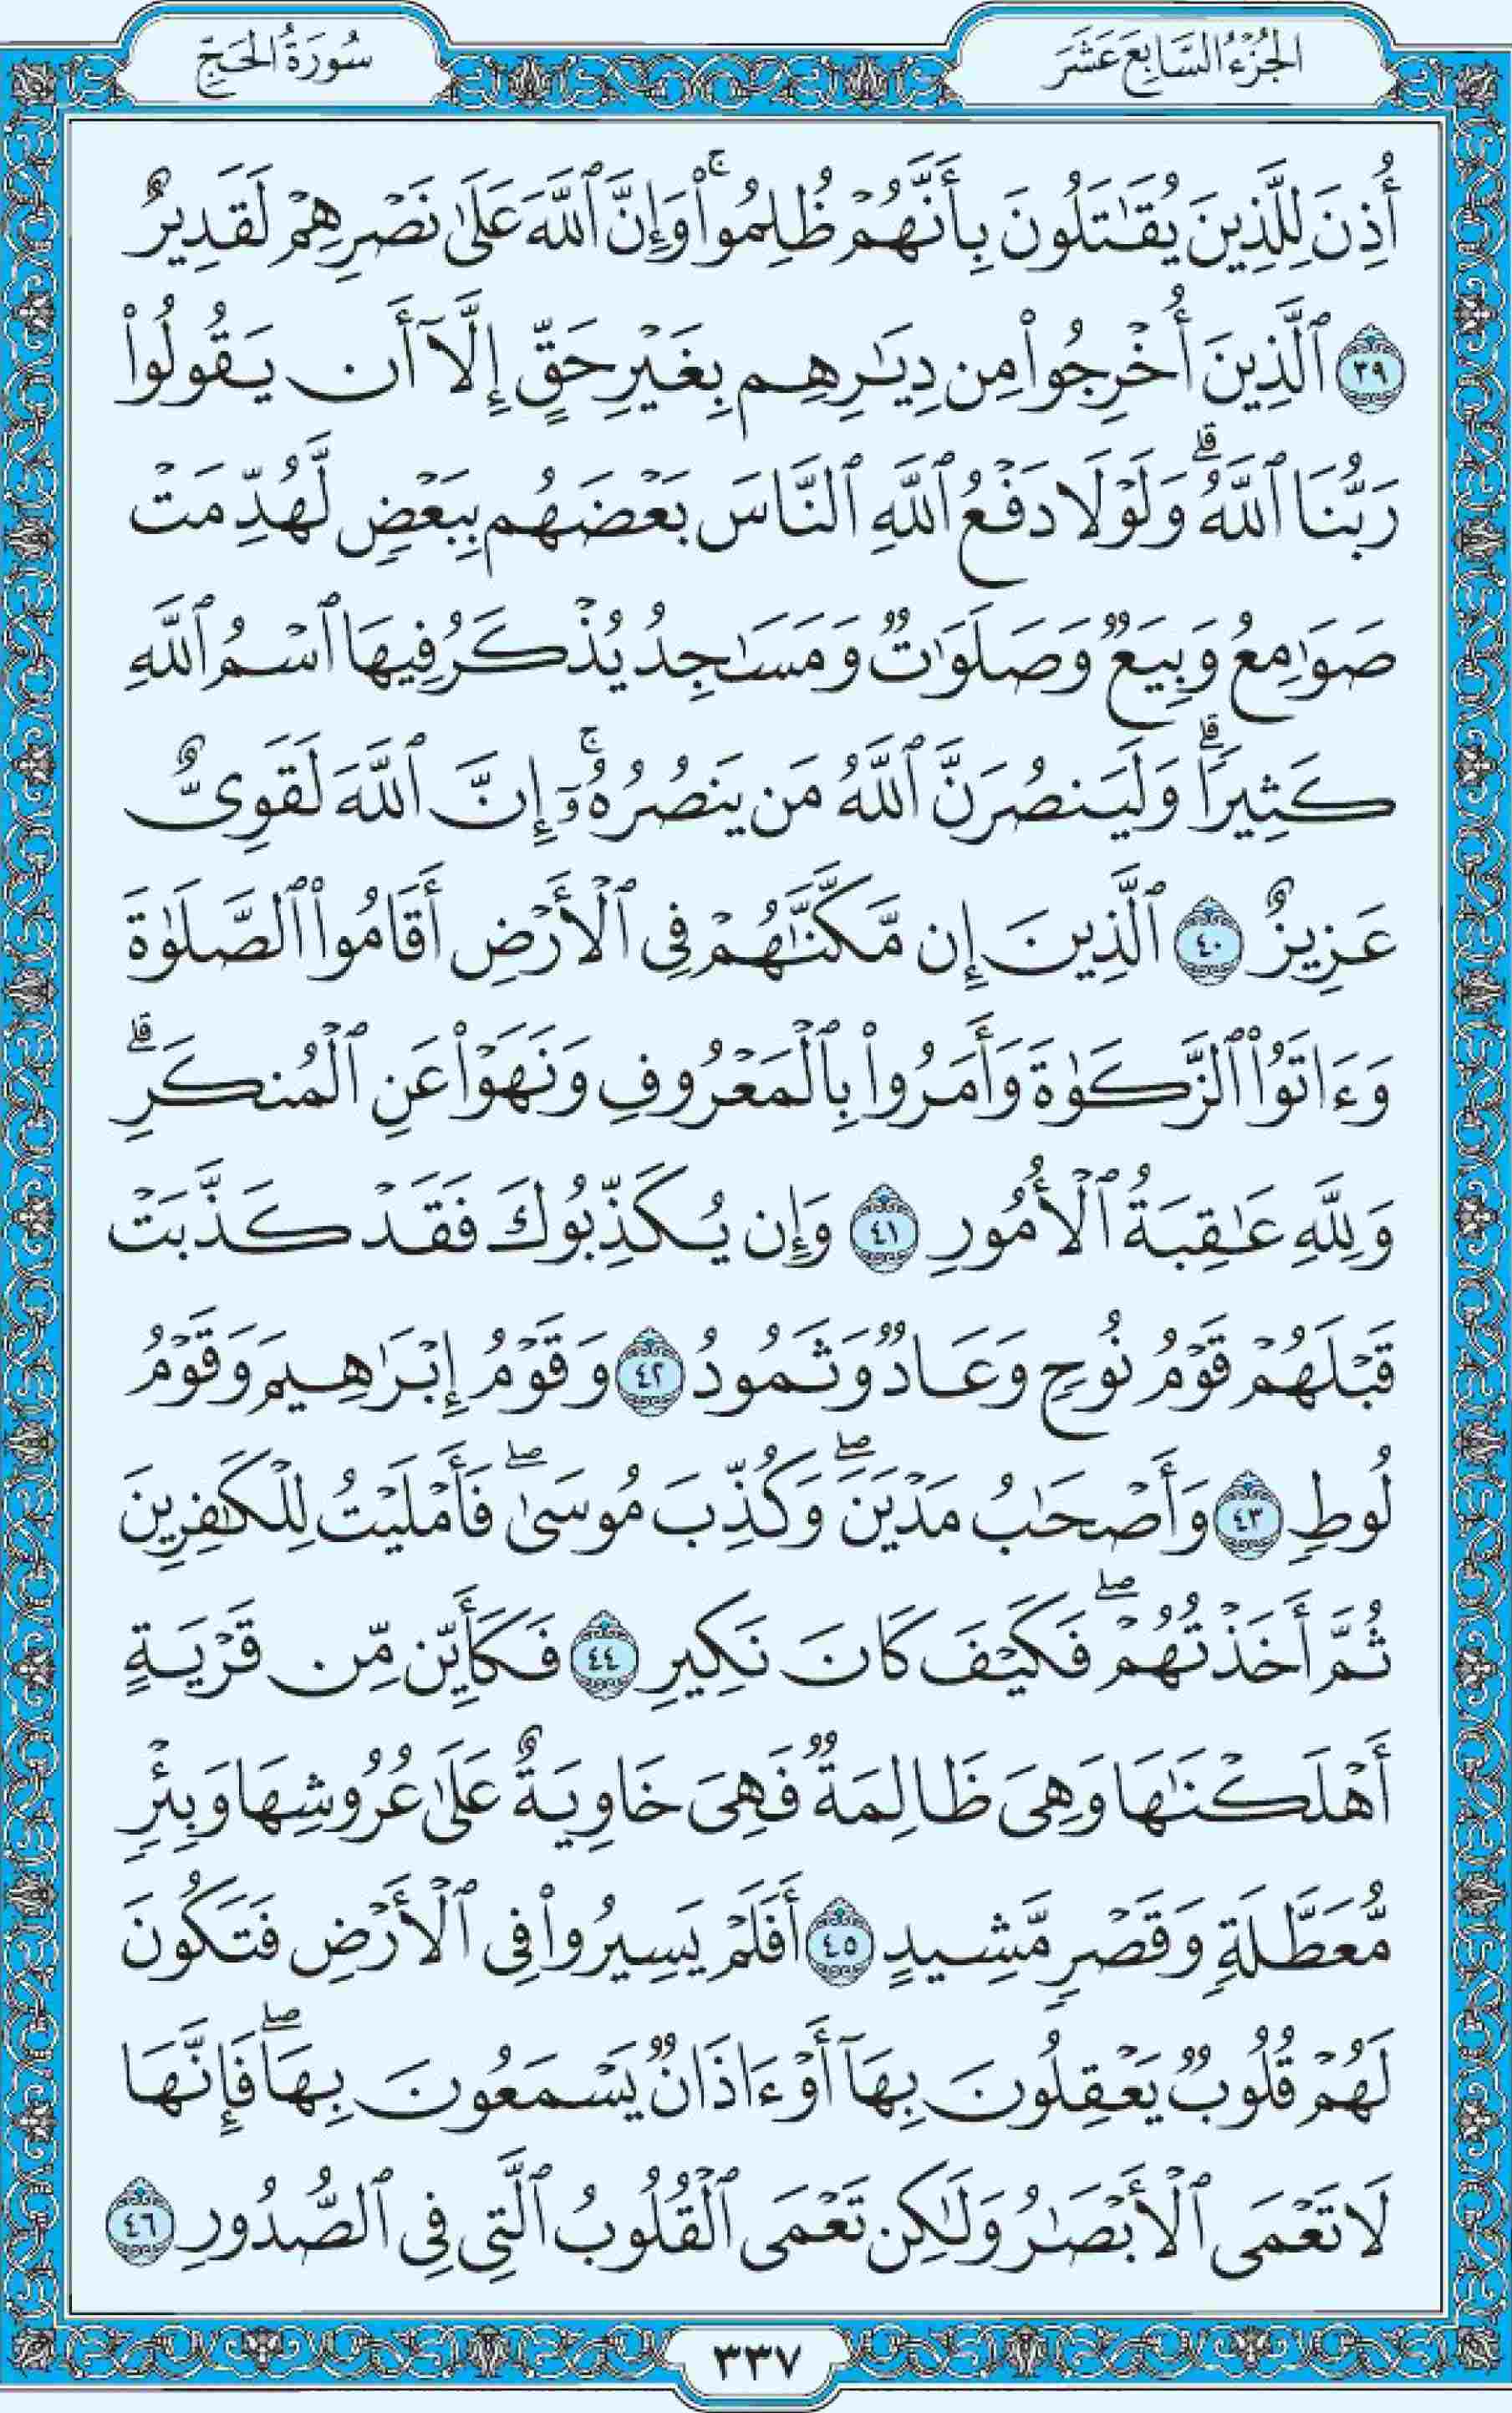 الجُزْءُ السَّابِعَ عَشَرَ
سُورَةُ الحَجِّ
أُذِنَ لِلَّذِينَ يُقَٰتَلُونَ بِأَنَّهُمۡ ظُلِمُواْۚ وَإِنَّ ٱللَّهَ عَلَىٰ نَصۡرِهِمۡ لَقَدِيرٌ
٣٩ ٱلَّذِينَ أُخۡرِجُواْ مِن دِيَٰرِهِم بِغَيۡرِ حَقٍّ إِلَّآ أَن يَقُولُواْ
رَبُّنَا ٱللَّهُۗ وَلَوۡلَا دَفۡعُ ٱللَّهِ ٱلنَّاسَ بَعۡضَهُم بِبَعۡضٖ لَّهُدِّمَتۡ
صَوَٰمِعُ وَبِيَعٞ وَصَلَوَٰتٞ وَمَسَٰجِدُ يُذۡكَرُ فِيهَا ٱسۡمُ ٱللَّهِ
كَثِيرٗاۗ وَلَيَنصُرَنَّ ٱللَّهُ مَن يَنصُرُهُۥٓۚ إِنَّ ٱللَّهَ لَقَوِيٌّ
عَزِيزٌ ٤٠ ٱلَّذِينَ إِن مَّكَّنَّٰهُمۡ فِي ٱلۡأَرۡضِ أَقَامُواْ ٱلصَّلَوٰةَ
وَءَاتَوُاْ ٱلزَّكَوٰةَ وَأَمَرُواْ بِٱلۡمَعۡرُوفِ وَنَهَوۡاْ عَنِ ٱلۡمُنكَرِۗ
وَلِلَّهِ عَٰقِبَةُ ٱلۡأُمُورِ ٤١ وَإِن يُكَذِّبُوكَ فَقَدۡ كَذَّبَتۡ
قَبۡلَهُمۡ قَوۡمُ نُوحٖ وَعَادٞ وَثَمُودُ ٤٢ وَقَوۡمُ إِبۡرَٰهِيمَ وَقَوۡمُ
لُوطٖ ٤٣ وَأَصۡحَٰبُ مَدۡيَنَۖ وَكُذِّبَ مُوسَىٰۖ فَأَمۡلَيۡتُ لِلۡكَٰفِرِينَ
ثُمَّ أَخَذۡتُهُمۡۖ فَكَيۡفَ كَانَ نَكِيرِ ٤٤ فَكَأَيِّن مِّن قَرۡيَةٍ
أَهۡلَكۡنَٰهَا وَهِيَ ظَالِمَةٞ فَهِيَ خَاوِيَةٌ عَلَىٰ عُرُوشِهَا وَبِئۡرٖ
مُّعَطَّلَةٖ وَقَصۡرٖ مَّشِيدٍ ٤٥ أَفَلَمۡ يَسِيرُواْ فِي ٱلۡأَرۡضِ فَتَكُونَ
لَهُمۡ قُلُوبٞ يَعۡقِلُونَ بِهَآ أَوۡ ءَاذَانٞ يَسۡمَعُونَ بِهَاۖ فَإِنَّهَا
لَا تَعۡمَى ٱلۡأَبۡصَٰرُ وَلَٰكِن تَعۡمَى ٱلۡقُلُوبُ ٱلَّتِي فِي ٱلصُّدُورِ ٤٦
٣٣٧